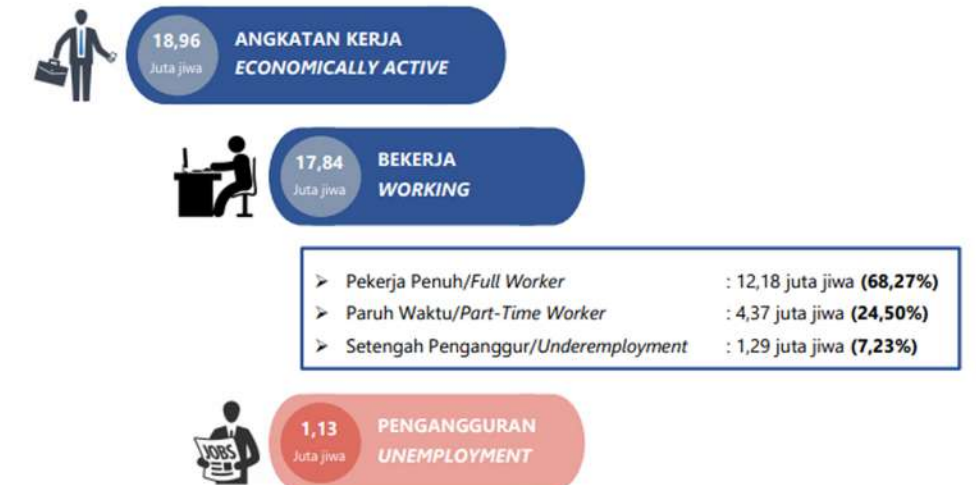 18,96
Juta jiwa
ANGKATAN KERJA
ECONOMICALLY ACTIVE
17,84
Juta jiwa
BEKERJA
WORKING
➢ Pekerja Penuh/Full Worker : 12,18 juta jiwa (68,27%)
➢ Paruh Waktu/Part-Time Worker : 4,37 juta jiwa (24,50%)
➢ Setengah Penganggur/Underemployment : 1,29 juta jiwa (7,23%)
JOBS
1,13
Juta jiwa
PENGANGGURAN
UNEMPLOYMENT